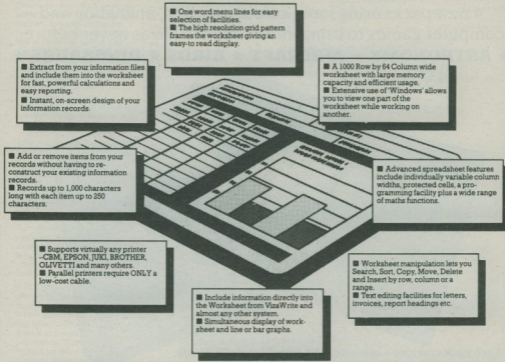 ■ One word menu lines for easy
selection of facilities.
■ The high resolution grid pattern
frames the worksheet giving an
easy-to read display.
■ Extract from your information files
and include them into the worksheet
for fast, powerful calculations and
easy reporting.
■ Instant, on-screen design of your
information records.
■ A 1000 Row by 64 Column wide
worksheet with large memory
capacity and efficient usage.
■ Extensive use of 'Windows' allows
you to view one part of the
worksheet while working on
another.
■ Add or remove items from your
records without having to re-
construct your existing information
records.
■ Records up to 1,000 characters
long with each item up to 250
characters.
■ Advanced spreadsheet features
include individually variable column
widths, protected cells, a pro-
gramming facility plus a wide range
of maths functions.
■ Supports virtually any printer
–CBM, EPSON, JUKI, BROTHER,
OLIVETTI and many others.
■ Parallel printers require ONLY a
low-cost cable.
■ Worksheet manipulation lets you
Search, Sort, Copy, Move, Delete
and Insert by row, column or a
range.
■ Text editing facilities for letters,
invoices, report headings etc.
■ Include information directly into
the Worksheet from VizaWrite and
almost any other system.
■ Simultaneous display of work-
sheet and line or bar graphs.